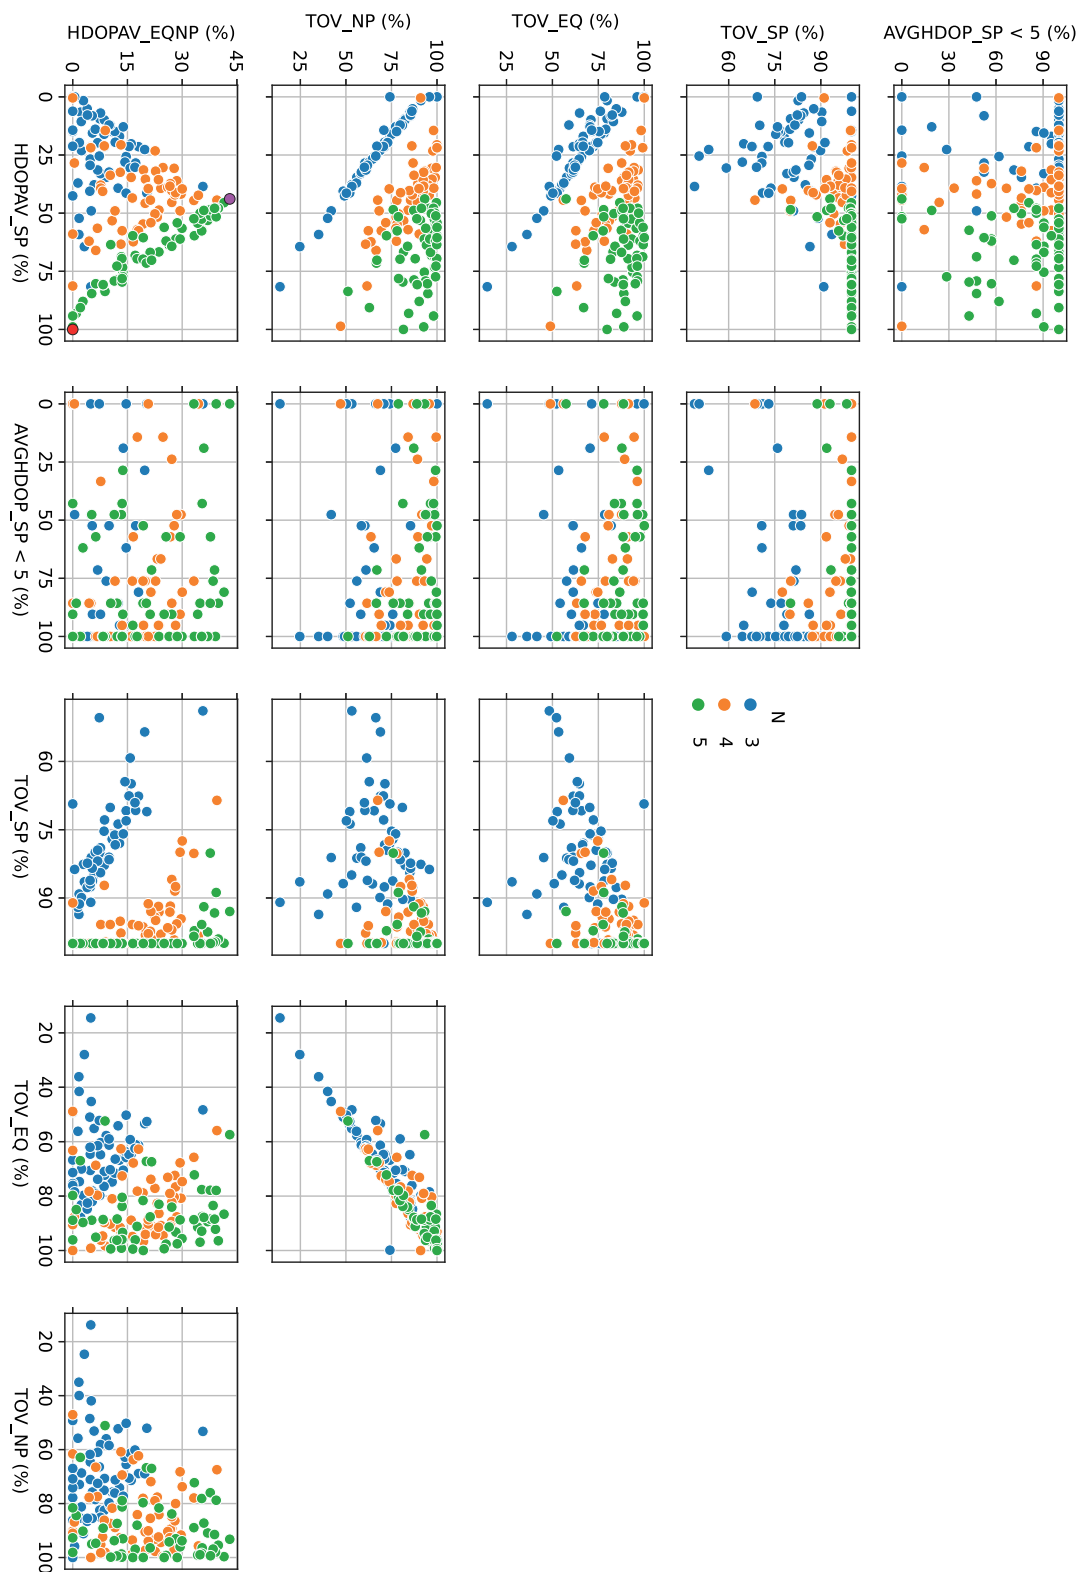 HDOPAV_EQNP (%)
TOV_NP (%)
TOV_EQ (%)
TOV_SP (%)
AVGHDOP_SP < 5 (%)
0 15 30 45
25 50 75 100
25 50 75 100
60 75 90
0 30 60 90
0 25 50 75 100
HDOPAV_SP (%)
0 25 50 75 100
AVGHDOP_SP < 5 (%)
N
3
4
5
60 75 90
TOV_SP (%)
20 40 60 80 100
TOV_EQ (%)
20 40 60 80 100
TOV_NP (%)